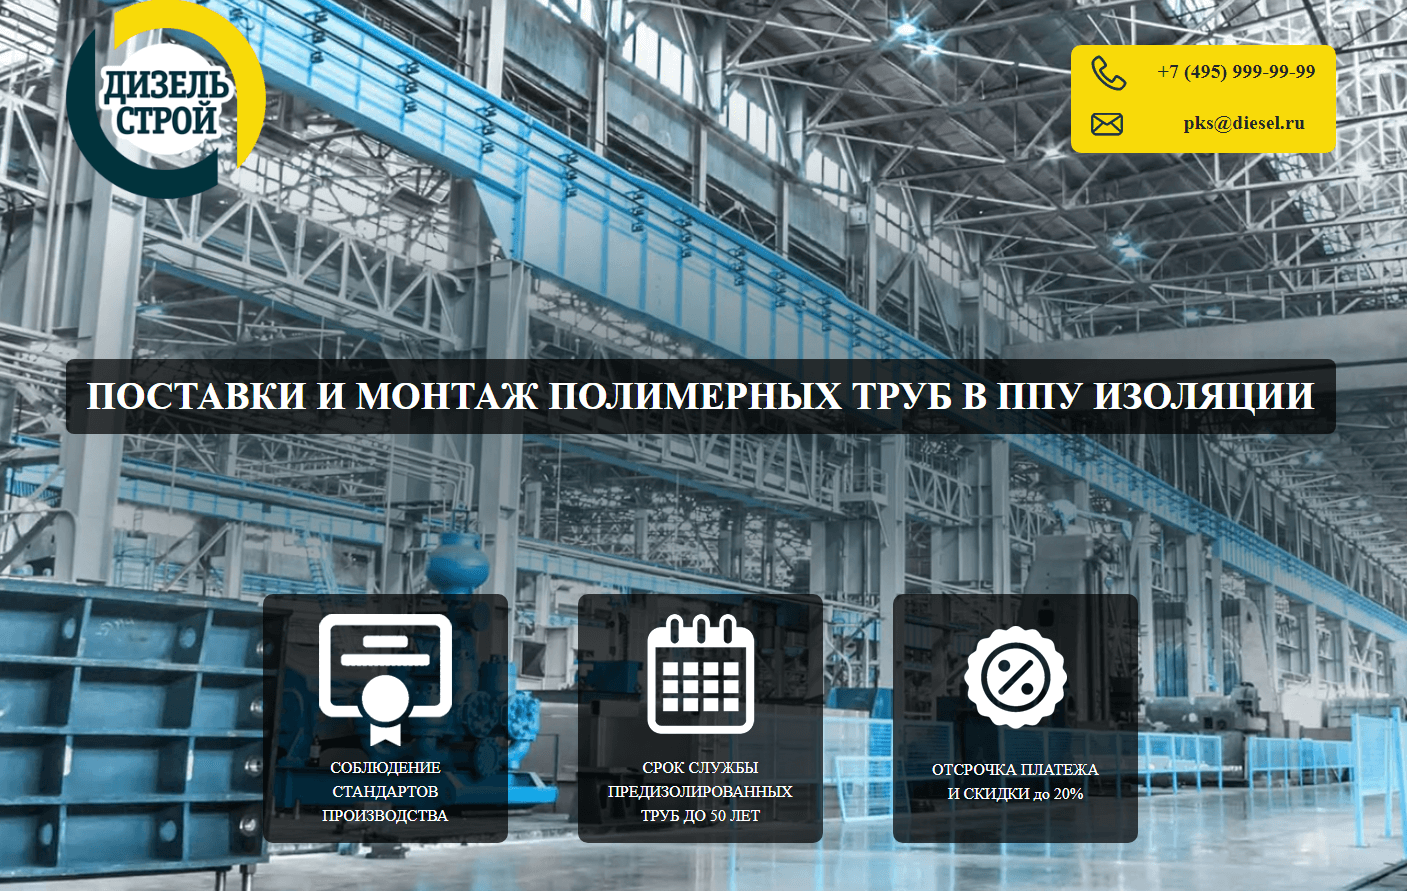 ДИЗЕЛЬ
СТРОЙ
+7 (495) 999-99-99
pks@diesel.ru
ПОСТАВКИ И МОНТАЖ ПОЛИМЕРНЫХ ТРУБ В ППУ ИЗОЛЯЦИИ
СОБЛЮДЕНИЕ
СТАНДАРТОВ
ПРОИЗВОДСТВА
СРОК СЛУЖБЫ
ПРЕДИЗОЛИРОВАННЫХ
ТРУБ ДО 50 ЛЕТ
ОТСРОЧКА ПЛАТЕЖА
И СКИДКИ до 20%